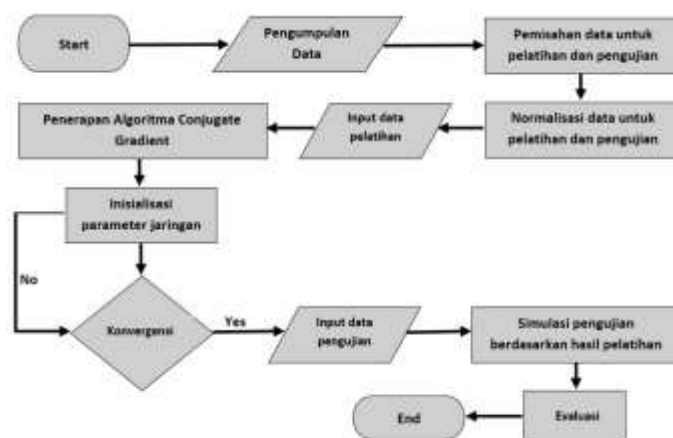 Start
Pengumpulan
Data
Pemisahan data untuk
pelatihan dan pengujian
Normalisasi data untuk
pelatihan dan pengujian
Input data
pelatihan
Penerapan Algoritma Conjugate
Gradient
Inisialisasi
parameter jaringan
No
Konvergensi
Yes
Input data
pengujian
Simulasi pengujian
berdasarkan hasil pelatihan
Evaluasi
End